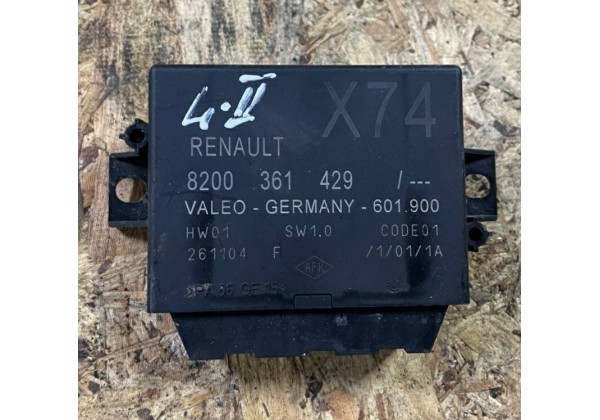 4.II
X74
RENAULT
8200 361 429 /---
VALEO - GERMANY - 601.900
HW01 SW1.0 CODE01
261104 F /1/01/1A
AFK